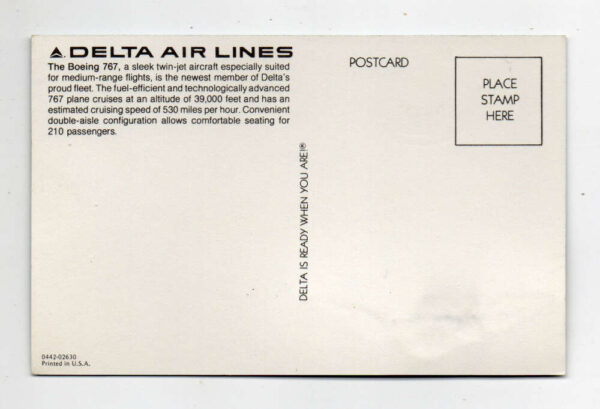 DELTA AIR LINES
The Boeing 767, a sleek twin-jet aircraft especially suited
for medium-range flights, is the newest member of Delta's
proud fleet. The fuel-efficient and technologically advanced
767 plane cruises at an altitude of 39,000 feet and has an
estimated cruising speed of 530 miles per hour. Convenient
double-aisle configuration allows comfortable seating for
210 passengers.
POSTCARD
PLACE
STAMP
HERE
DELTA IS READY WHEN YOU ARE!®
0442-02630
Printed in U.S.A.